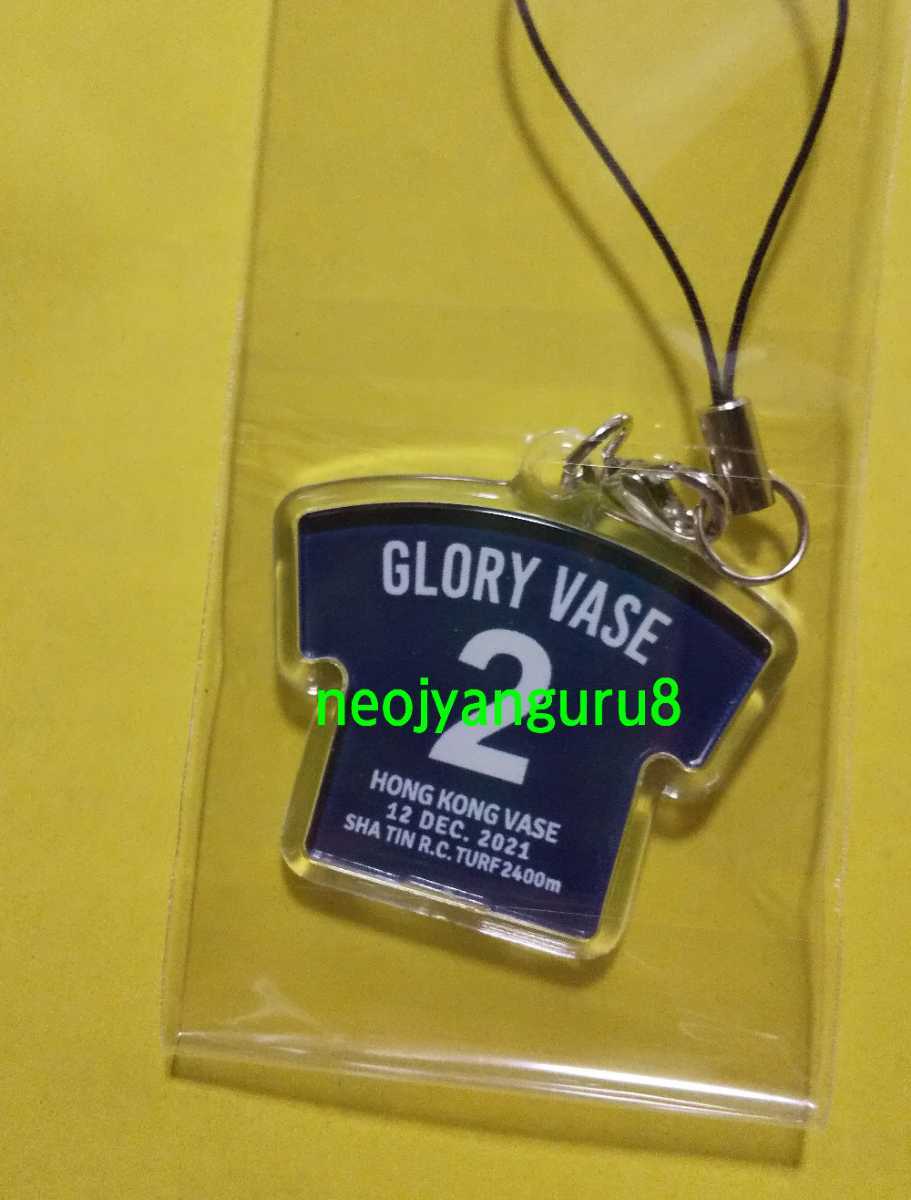 GLORY VASE
2
neojyanguru8
HONG KONG VASE
12 DEC. 2021
SHA TIN R.C. TURF 2400m